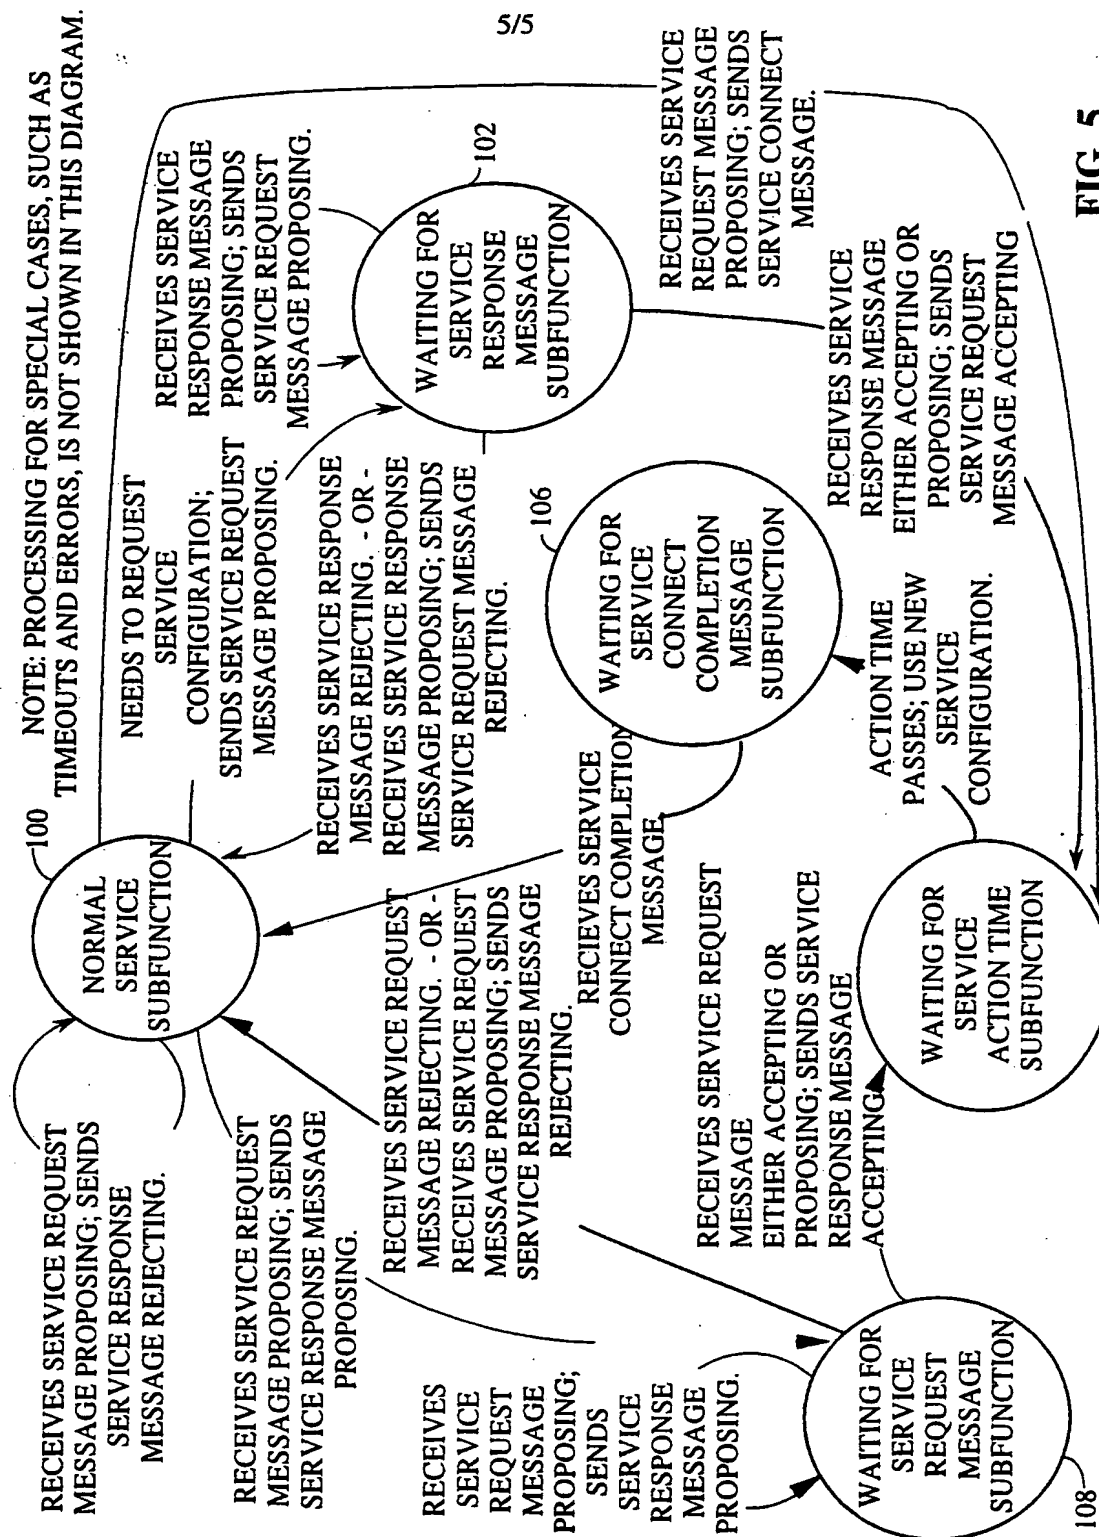 5/5
NOTE: PROCESSING FOR SPECIAL CASES, SUCH AS
TIMEOUTS AND ERRORS, IS NOT SHOWN IN THIS DIAGRAM.
100
NORMAL
SERVICE
SUBFUNCTION
RECEIVES SERVICE REQUEST
MESSAGE PROPOSING; SENDS
SERVICE RESPONSE
MESSAGE REJECTING.
RECEIVES SERVICE REQUEST
MESSAGE PROPOSING; SENDS
SERVICE RESPONSE MESSAGE
PROPOSING.
NEEDS TO REQUEST
SERVICE
CONFIGURATION;
SENDS SERVICE REQUEST
MESSAGE PROPOSING.
RECEIVES SERVICE
RESPONSE MESSAGE
PROPOSING; SENDS
SERVICE REQUEST
MESSAGE PROPOSING.
102
WAITING FOR
SERVICE
RESPONSE
MESSAGE
SUBFUNCTION
RECEIVES SERVICE RESPONSE
MESSAGE REJECTING. - OR -
RECEIVES SERVICE RESPONSE
MESSAGE PROPOSING; SENDS
SERVICE REQUEST MESSAGE
REJECTING.
RECEIVES SERVICE REQUEST
MESSAGE REJECTING. - OR -
RECEIVES SERVICE REQUEST
MESSAGE PROPOSING; SENDS
SERVICE RESPONSE MESSAGE
REJECTING.
106
WAITING FOR
SERVICE
CONNECT
COMPLETION
MESSAGE
SUBFUNCTION
RECIEVES SERVICE
CONNECT COMPLETION
MESSAGE.
RECEIVES SERVICE
REQUEST MESSAGE
PROPOSING; SENDS
SERVICE CONNECT
MESSAGE.
RECEIVES SERVICE
RESPONSE MESSAGE
EITHER ACCEPTING OR
PROPOSING; SENDS
SERVICE REQUEST
MESSAGE ACCEPTING
ACTION TIME
PASSES; USE NEW
SERVICE
CONFIGURATION.
RECEIVES SERVICE REQUEST
MESSAGE
EITHER ACCEPTING OR
PROPOSING; SENDS SERVICE
RESPONSE MESSAGE
ACCEPTING.
WAITING FOR
SERVICE
ACTION TIME
SUBFUNCTION
RECEIVES
SERVICE
REQUEST
MESSAGE
PROPOSING;
SENDS
SERVICE
RESPONSE
MESSAGE
PROPOSING.
WAITING FOR
SERVICE
REQUEST
MESSAGE
SUBFUNCTION
108
FIG. 5